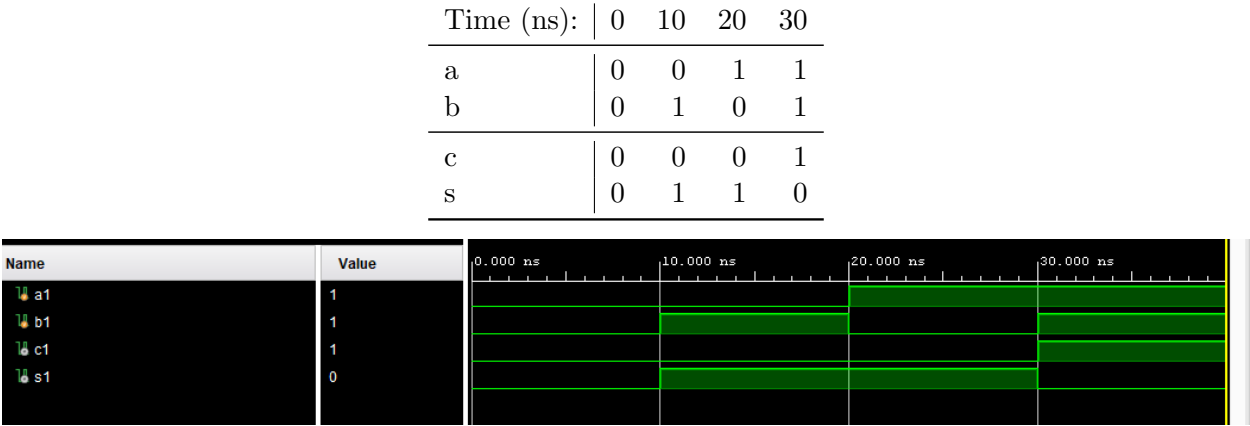 Time (ns): 0 10 20 30
a 0 0 1 1
b 0 1 0 1
c 0 0 0 1
s 0 1 1 0
Name Value 0.000 ns 10.000 ns 20.000 ns 30.000 ns
a1 1
b1 1
c1 1
s1 0